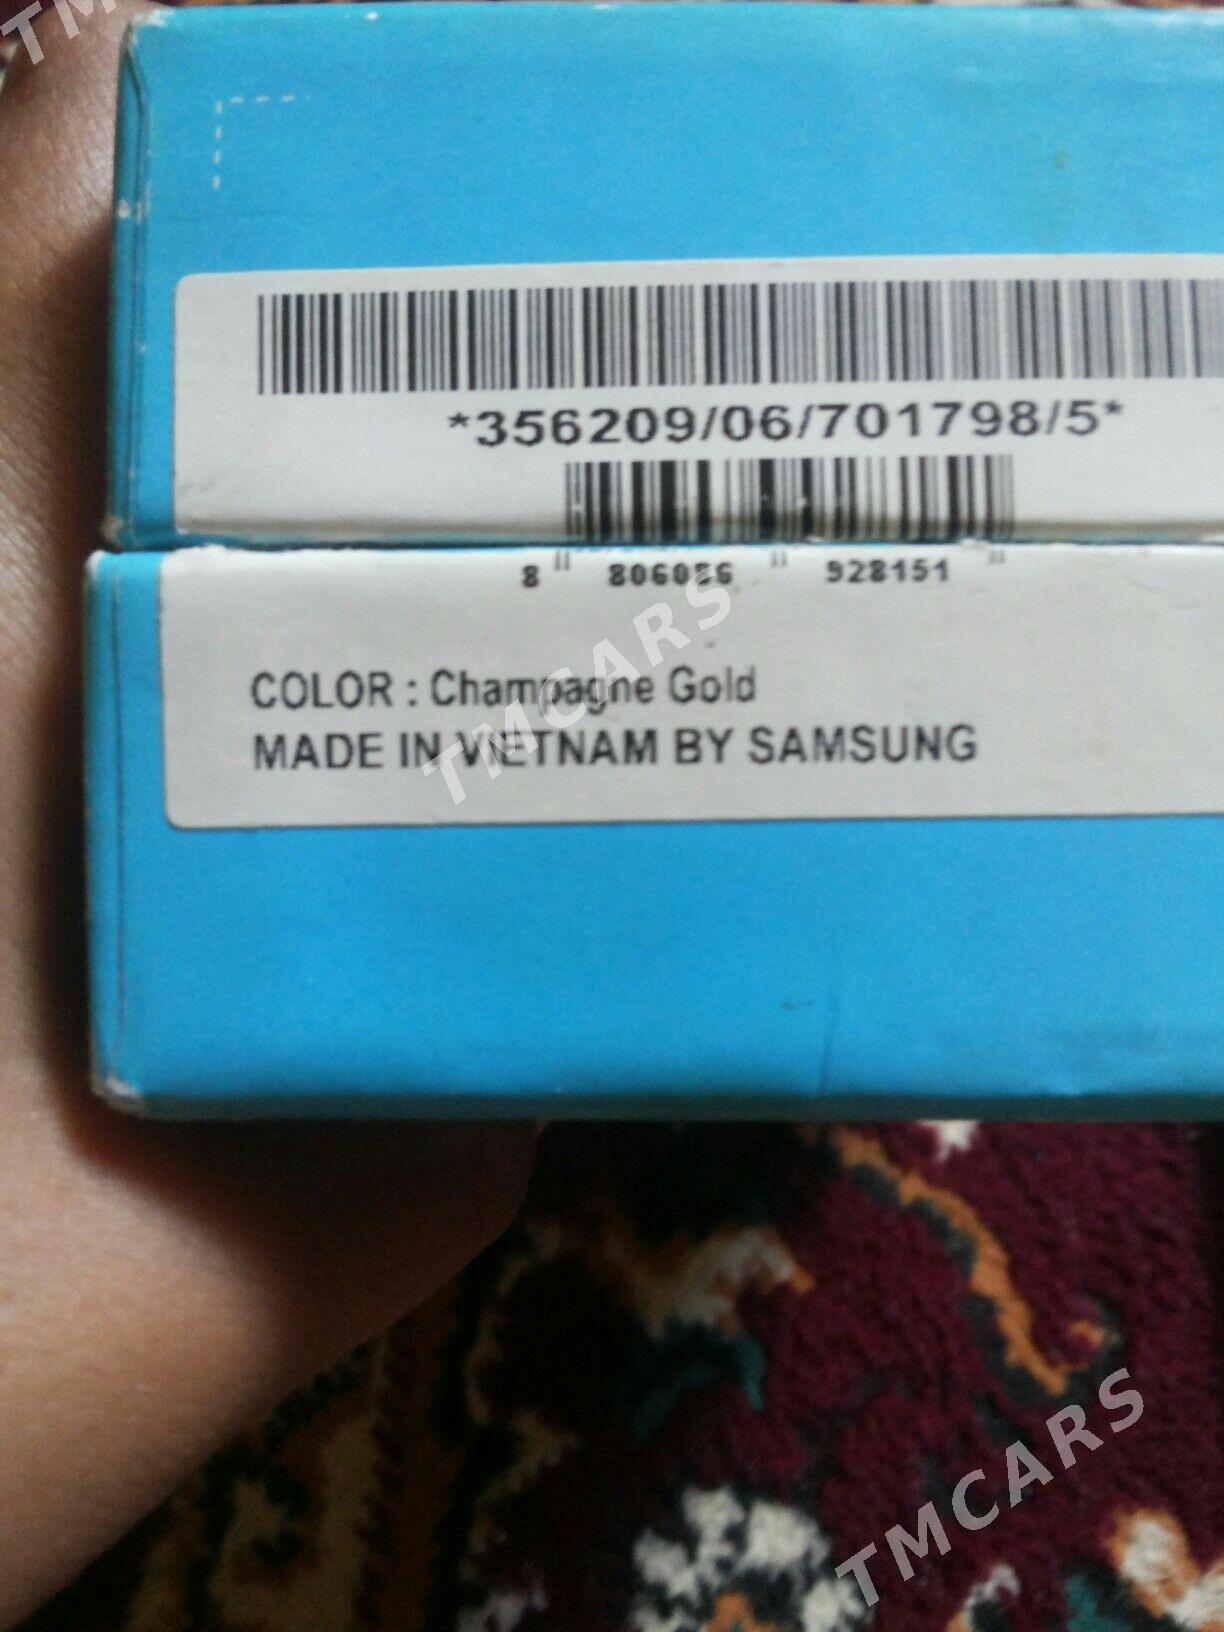 *356209/06/701798/5*
8 806086 928151
COLOR : Champagne Gold
MADE IN VIETNAM BY SAMSUNG
TMCARS
TMCARS